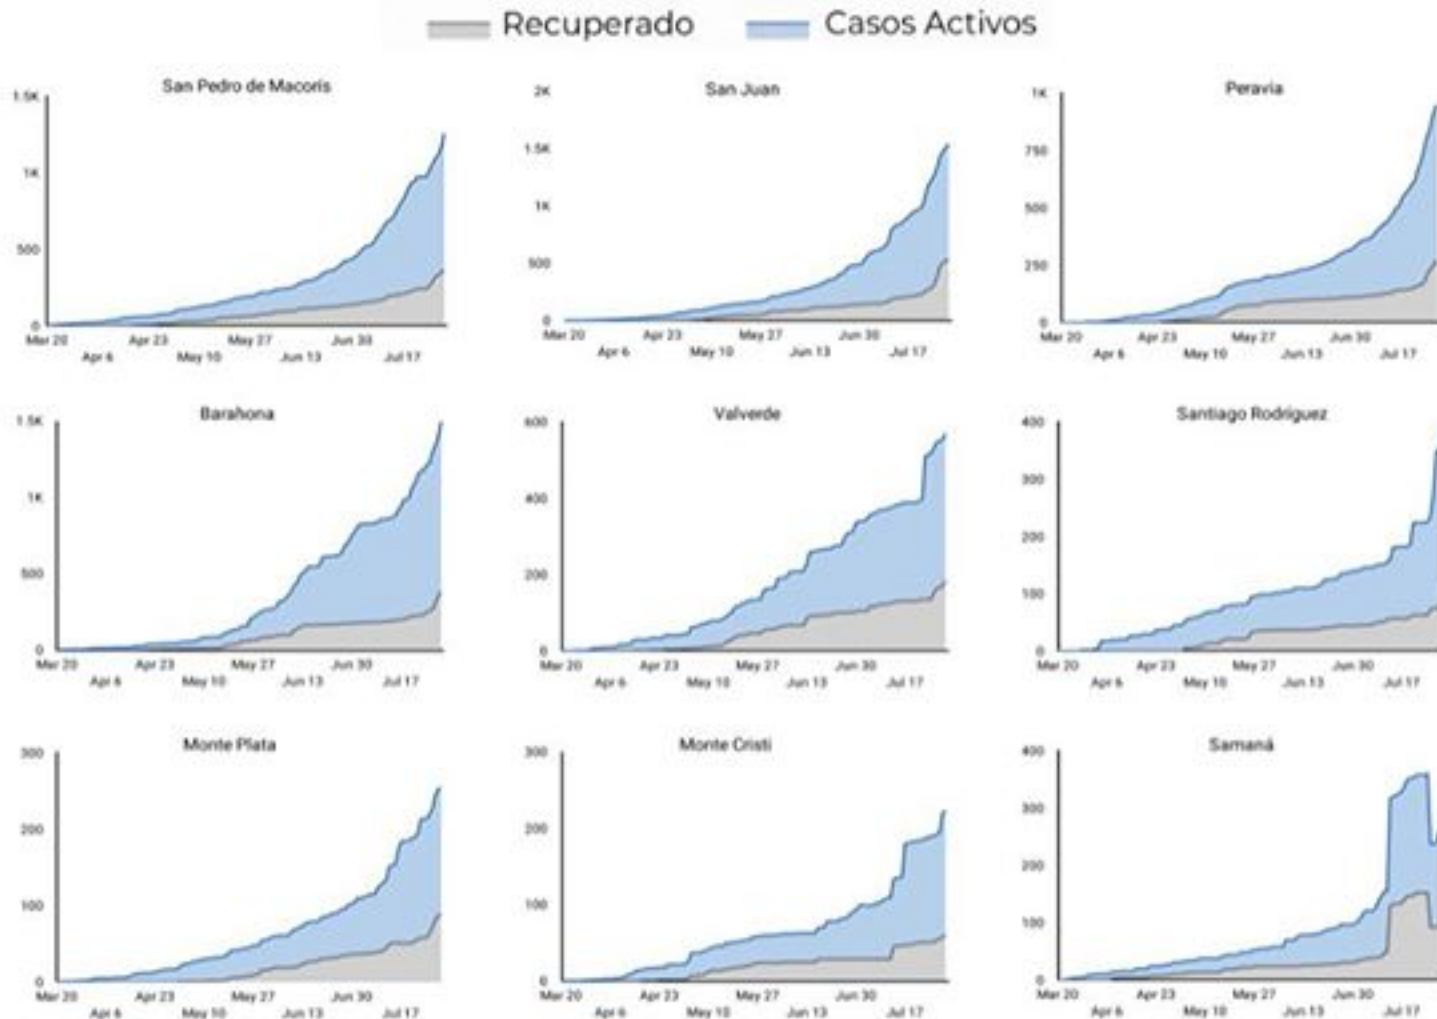 Recuperado Casos Activos
San Pedro de Macorís San Juan Peravia
1.5K
1K
500
0
2K
1.5K
1K
500
0
1K
750
500
250
0
Mar 20 Apr 23 May 27 Jun 30
Apr 6 May 10 Jun 13 Jul 17
Mar 20 Apr 23 May 27 Jun 30
Apr 6 May 10 Jun 13 Jul 17
Mar 20 Apr 23 May 27 Jun 30
Apr 6 May 10 Jun 13 Jul 17
Barahona Valverde Santiago Rodríguez
1.5K
1K
500
0
600
400
200
0
400
300
200
100
0
Mar 20 Apr 23 May 27 Jun 30
Apr 6 May 10 Jun 13 Jul 17
Mar 20 Apr 23 May 27 Jun 30
Apr 6 May 10 Jun 13 Jul 17
Mar 20 Apr 23 May 27 Jun 30
Apr 6 May 10 Jun 13 Jul 17
Monte Plata Monte Cristi Samaná
300
200
100
0
300
200
100
0
400
300
200
100
0
Mar 20 Apr 23 May 27 Jun 30
Apr 6 May 10 Jun 13 Jul 17
Mar 20 Apr 23 May 27 Jun 30
Apr 6 May 10 Jun 13 Jul 17
Mar 20 Apr 23 May 27 Jun 30
Apr 6 May 10 Jun 13 Jul 17